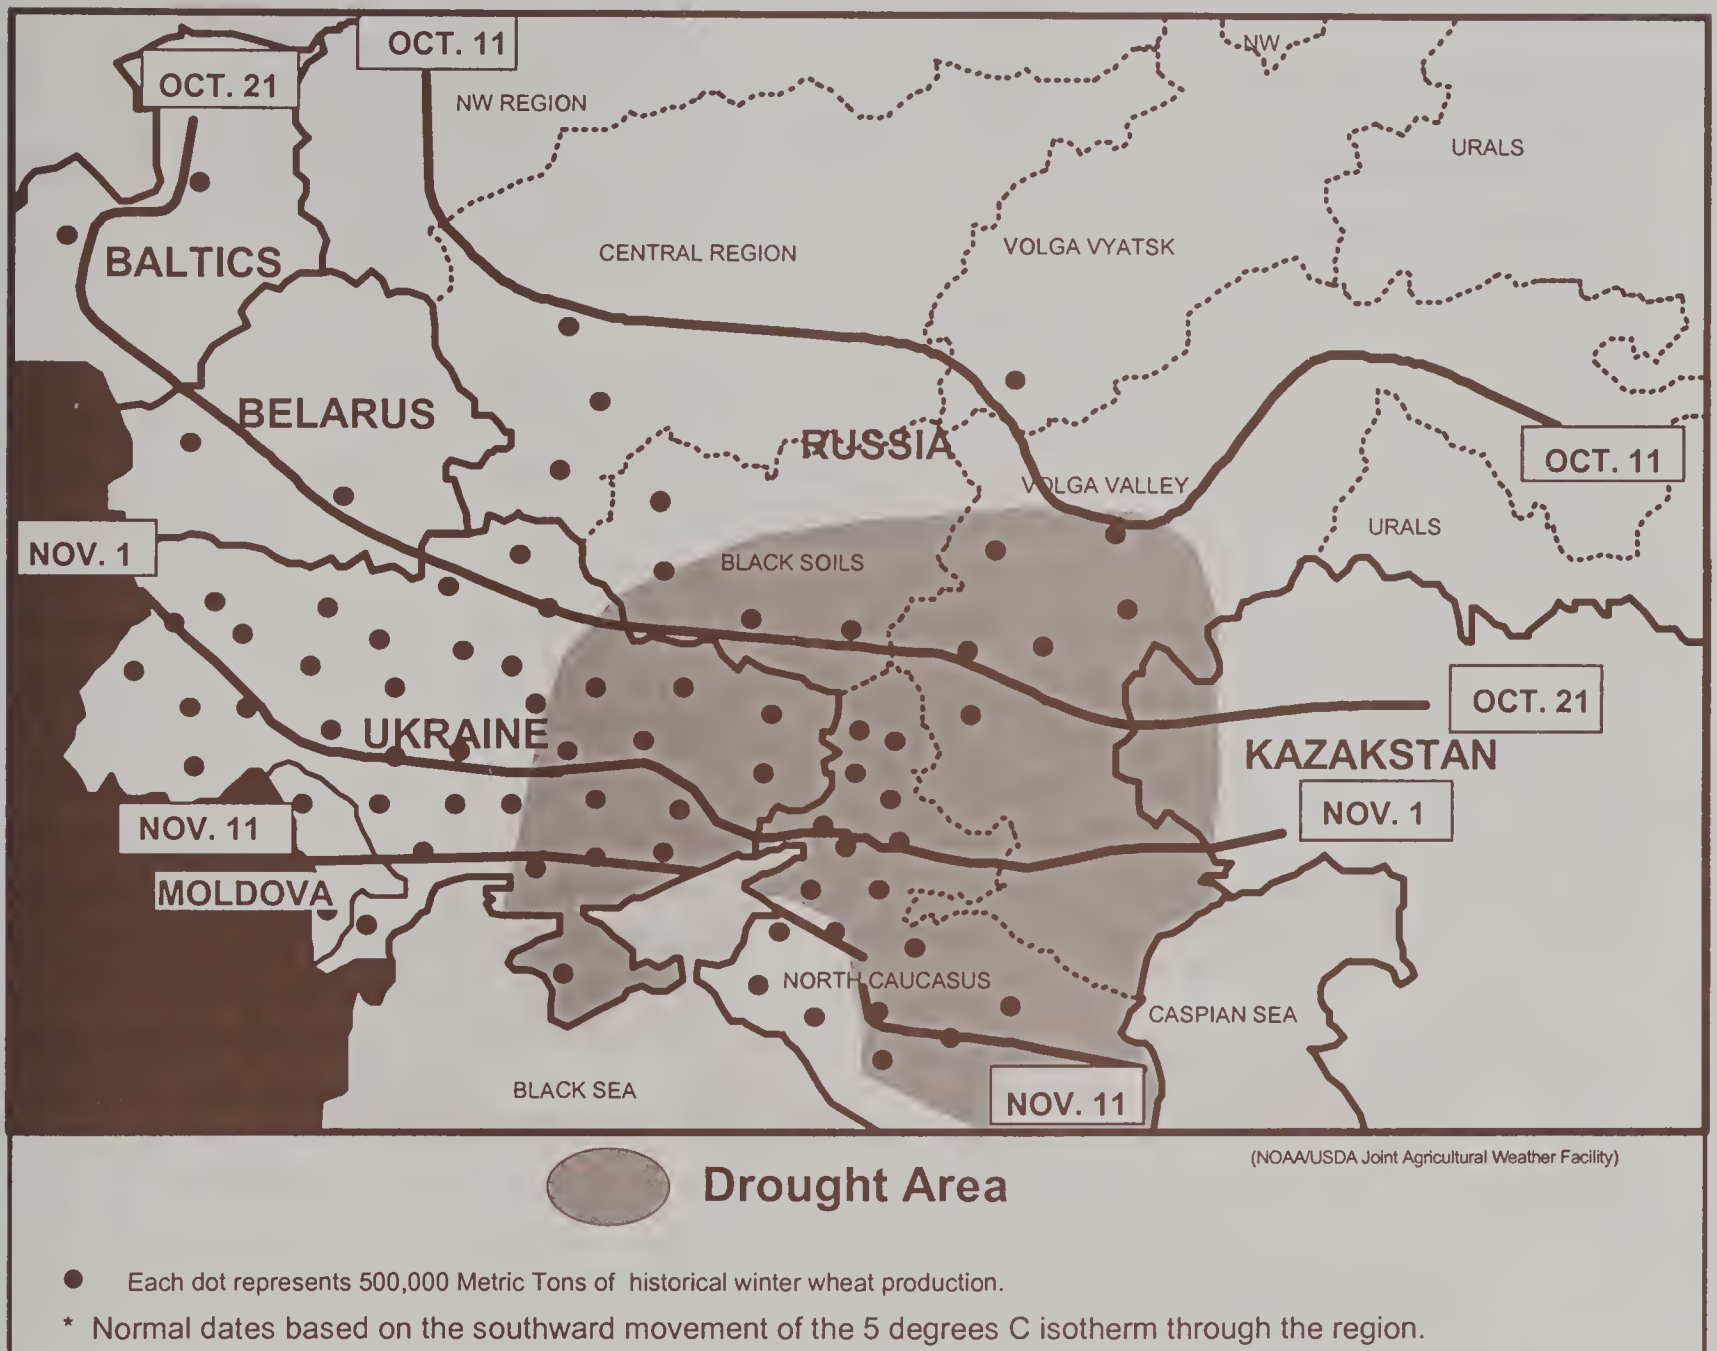 OCT. 11
OCT. 21
NW
NW REGION
URALS
CENTRAL REGION
VOLGA VYATSK
BALTICS
BELARUS
RUSSIA
OCT. 11
VOLGA VALLEY
URALS
NOV. 1
BLACK SOILS
OCT. 21
UKRAINE
KAZAKSTAN
NOV. 1
NOV. 11
MOLDOVA
NORTH CAUCASUS
CASPIAN SEA
BLACK SEA
NOV. 11
(NOAA/USDA Joint Agricultural Weather Facility)
Drought Area
Each dot represents 500,000 Metric Tons of historical winter wheat production.
* Normal dates based on the southward movement of the 5 degrees C isotherm through the region.